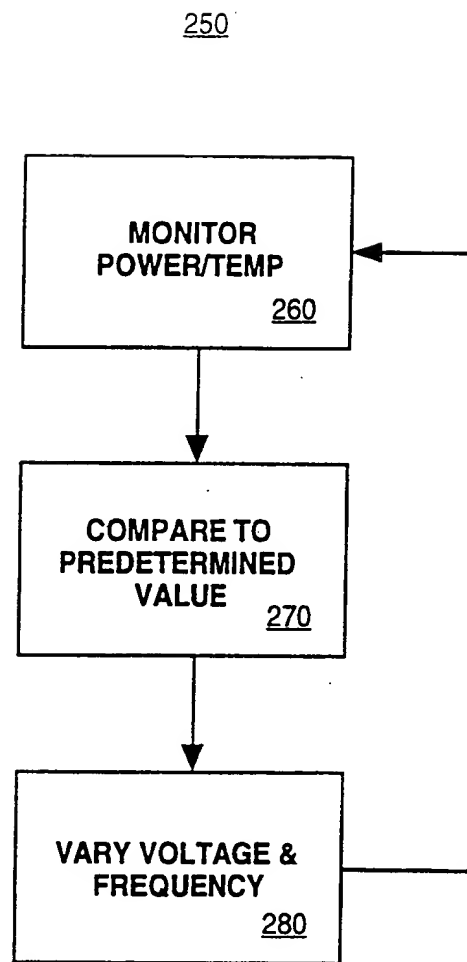 250
MONITOR
POWER/TEMP
260
COMPARE TO
PREDETERMINED
VALUE
270
VARY VOLTAGE &
FREQUENCY
280